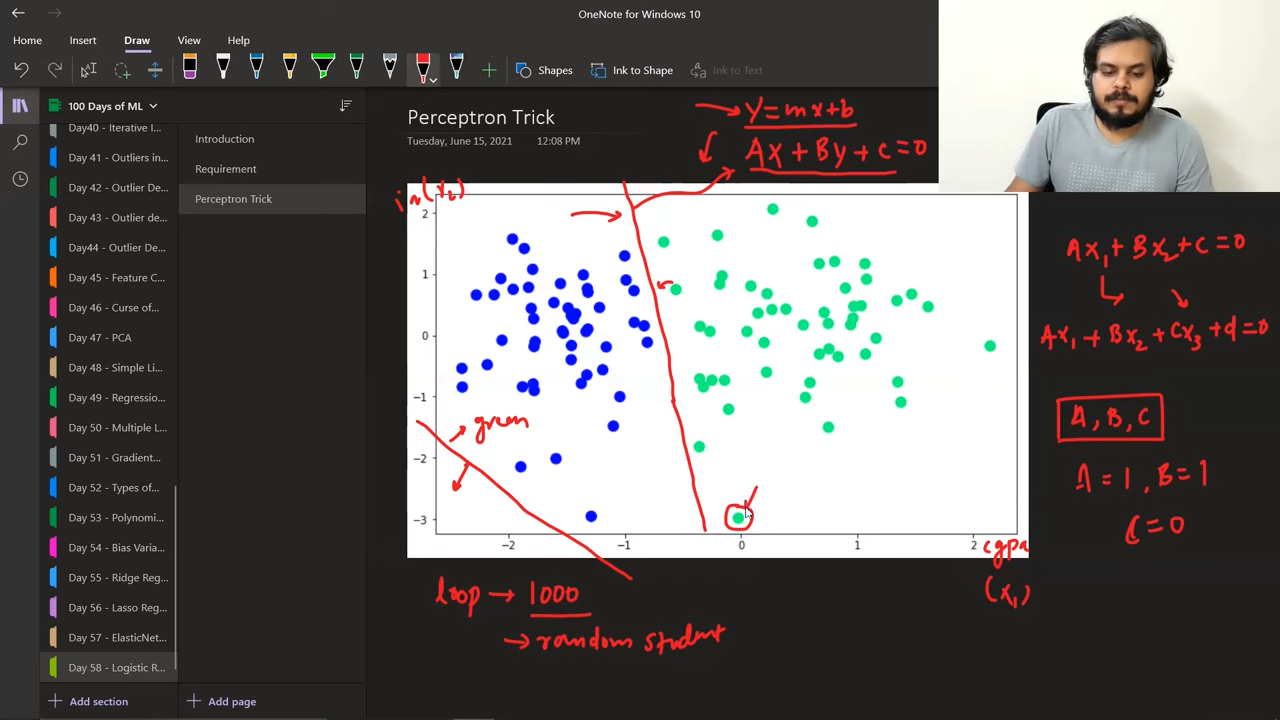 OneNote for Windows 10
Home Insert Draw View Help
Shapes Ink to Shape Ink to Text
100 Days of ML
Day40 - Iterative I...
Day 41 - Outliers in...
Day 42 - Outlier De...
Day 43 - Outlier de...
Day44 - Outlier De...
Day 45 - Feature C...
Day 46 - Curse of...
Day 47 - PCA
Day 48 - Simple Li...
Day 49 - Regressio...
Day 50 - Multiple L...
Day 51 - Gradient...
Day 52 - Types of...
Day 53 - Polynomi...
Day 54 - Bias Varia...
Day 55 - Ridge Reg...
Day 56 - Lasso Reg...
Day 57 - ElasticNet...
Day 58 - Logistic R...
Add section
Introduction
Requirement
Perceptron Trick
Add page
Perceptron Trick
Tuesday, June 15, 2021 12:08 PM
Y=mx+b
Ax + By + C = 0
2
1
0
−1
−2
−3
−2 −1 0 1 2
green
cgpa
(x₁)
loop → 1000
→ random student
Ax₁ + Bx₂ + C = 0
Ax₁ + Bx₂ + Cx₃ + d = 0
A, B, C
A = 1, B = 1
C = 0